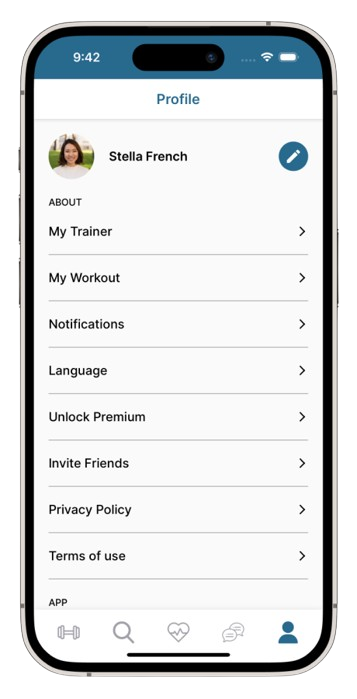 9:42
Profile
Stella French
ABOUT
My Trainer
My Workout
Notifications
Language
Unlock Premium
Invite Friends
Privacy Policy
Terms of use
APP